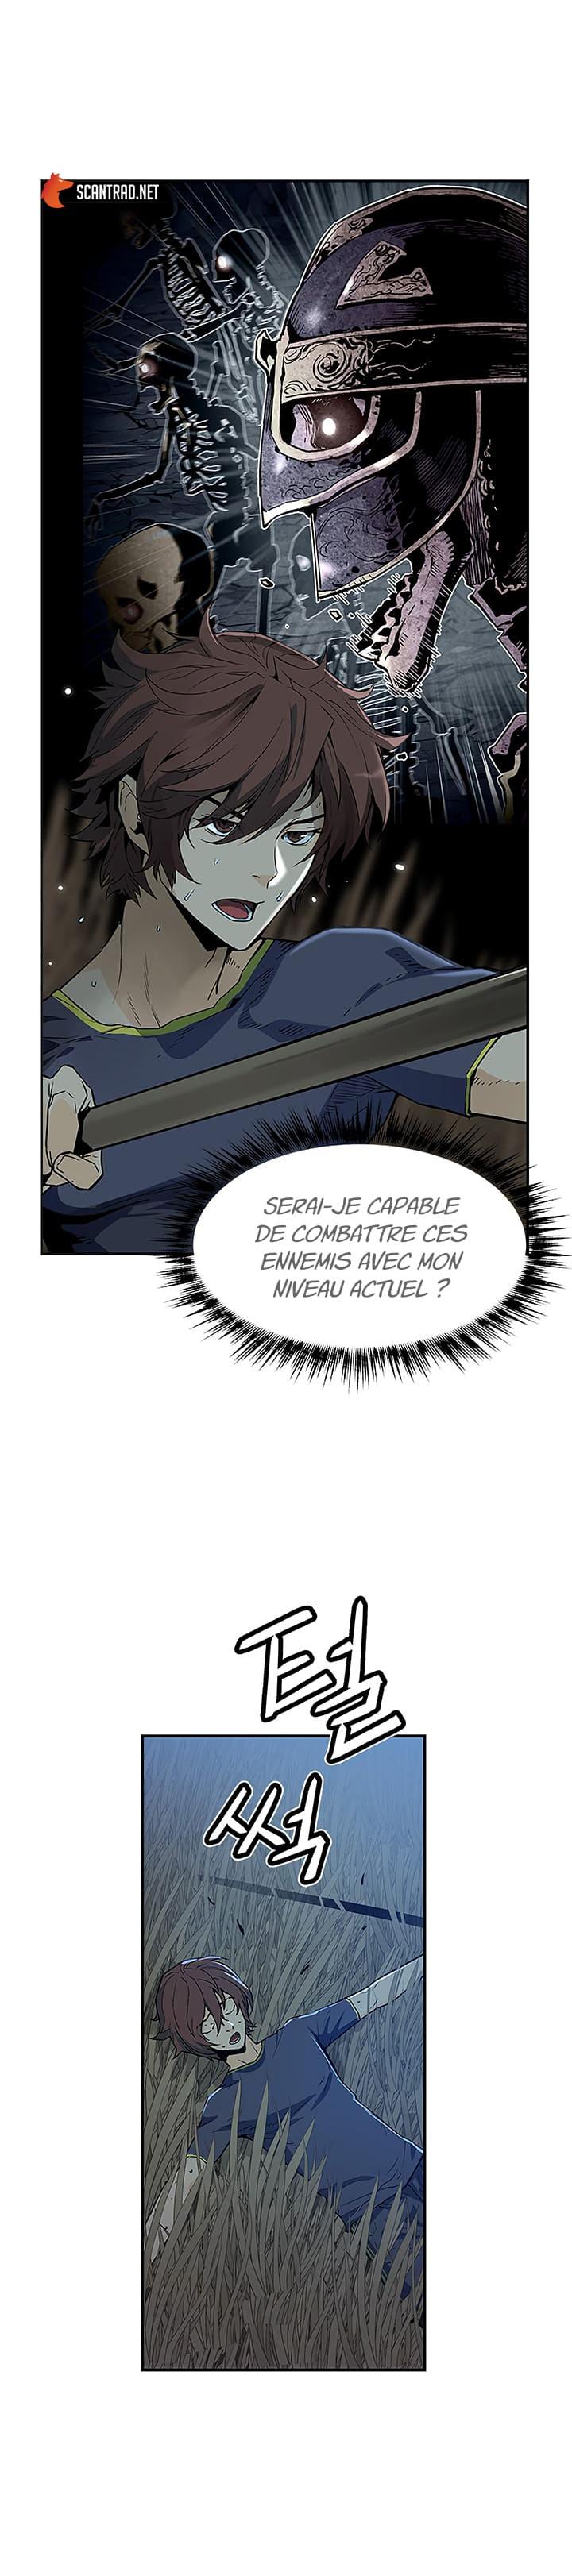 SCANTRAD.NET
SERAI-JE CAPABLE
DE COMBATTRE CES
ENNEMIS AVEC MON
NIVEAU ACTUEL ?
털
썩